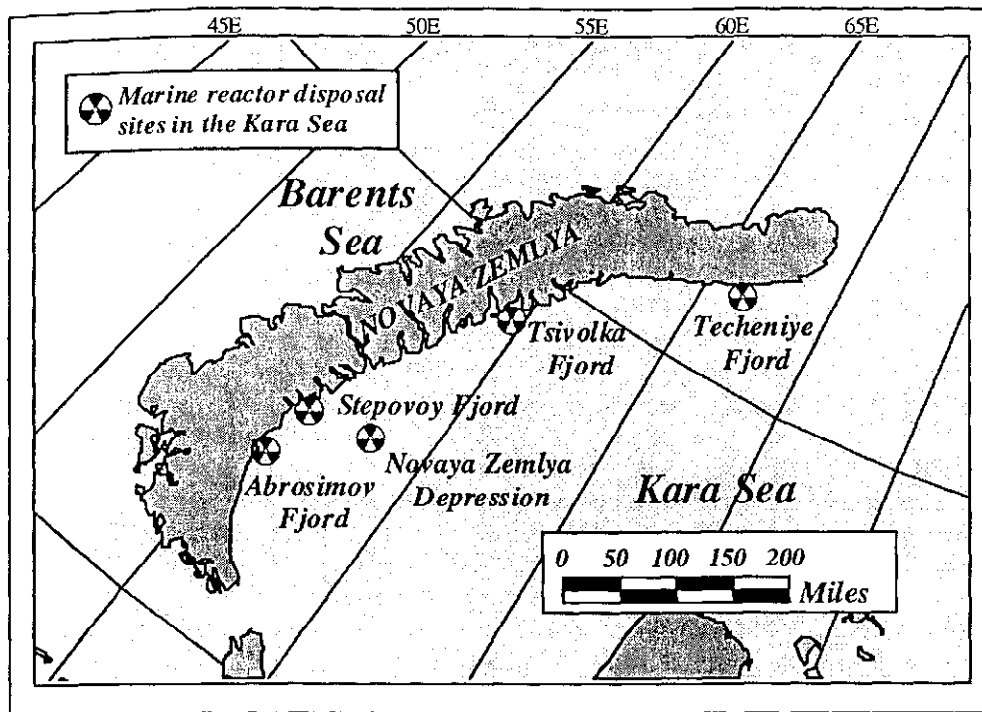 45E 50E 55E 60E 65E
Marine reactor disposal
sites in the Kara Sea
Barents
Sea
NOVAYA ZEMLYA
Tsivolka
Fjord
Techeniye
Fjord
Stepovoy Fjord
Abrosimov
Fjord
Novaya Zemlya
Depression
Kara Sea
0 50 100 150 200
Miles